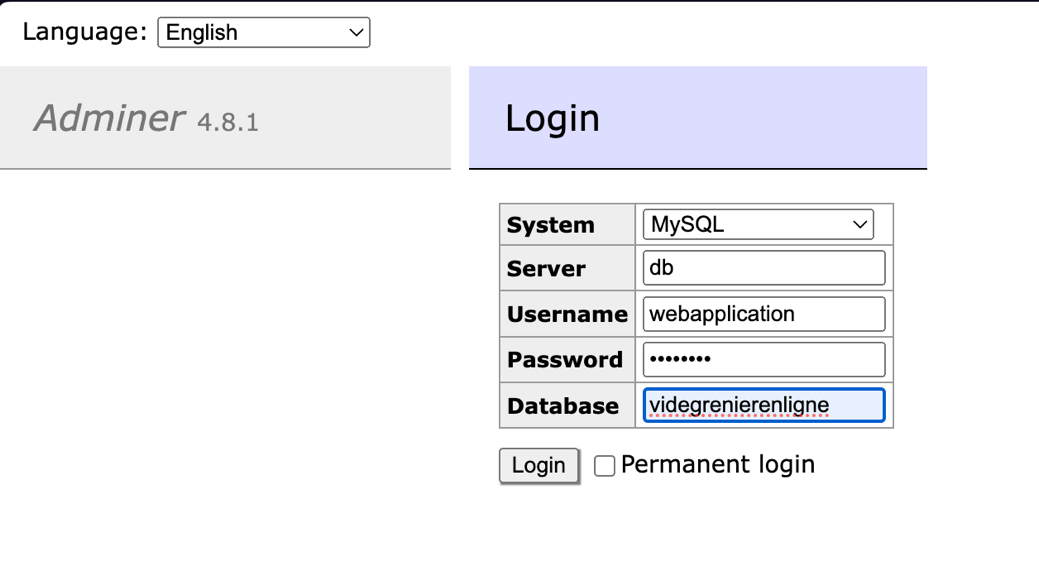 Language: English
Adminer 4.8.1
Login
System MySQL
Server db
Username webapplication
Password ••••••••
Database videgrenierenligne
Login Permanent login